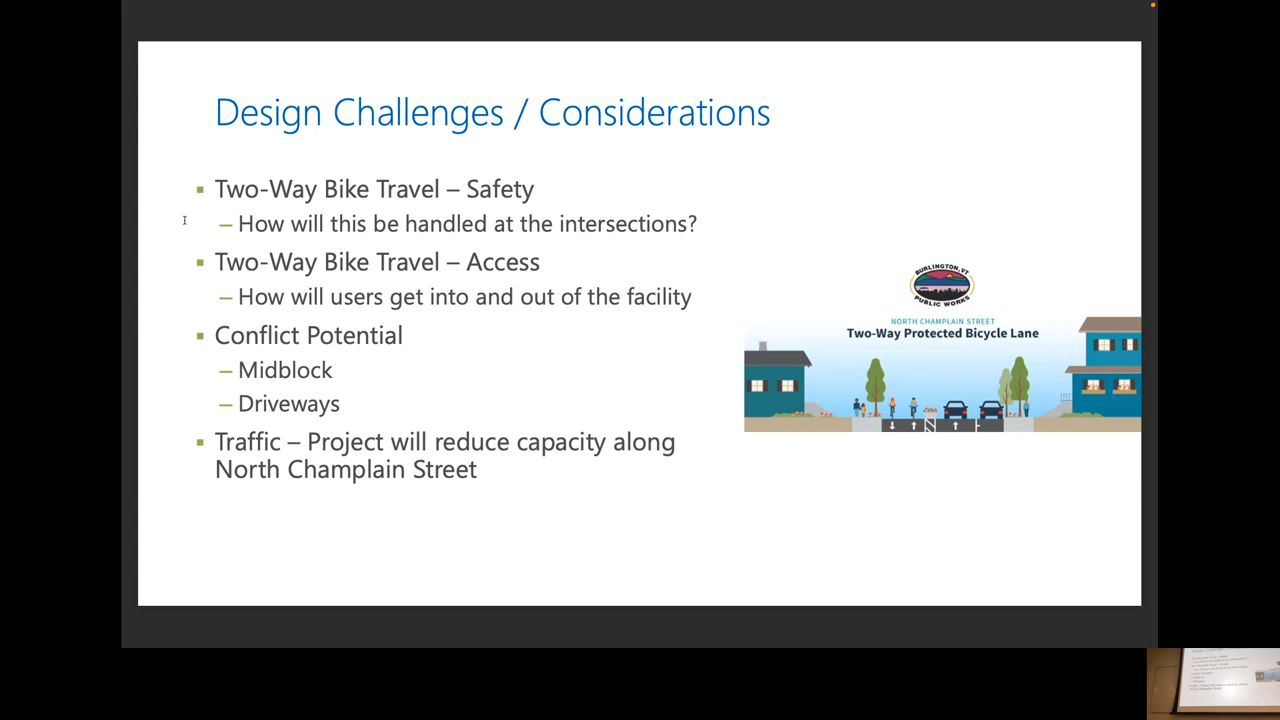 Design Challenges / Considerations
▪ Two-Way Bike Travel – Safety
– How will this be handled at the intersections?
▪ Two-Way Bike Travel – Access
– How will users get into and out of the facility
▪ Conflict Potential
– Midblock
– Driveways
▪ Traffic – Project will reduce capacity along
North Champlain Street
BURLINGTON, VT
PUBLIC WORKS
NORTH CHAMPLAIN STREET
Two-Way Protected Bicycle Lane